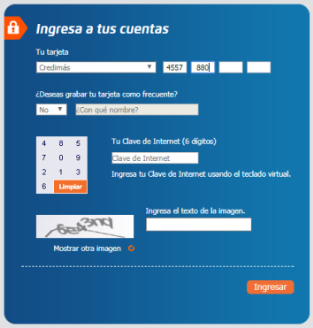 Ingresa a tus cuentas
Tu tarjeta
Credimás 4557 880
¿Deseas grabar tu tarjeta como frecuente?
No ¿Con qué nombre?
4 8 5
7 0 9
2 1 3
6 Limpiar
Tu Clave de Internet (6 dígitos)
Clave de Internet
Ingresa tu Clave de Internet usando el teclado virtual.
Ingresa el texto de la imagen.
Mostrar otra imagen
Ingresar